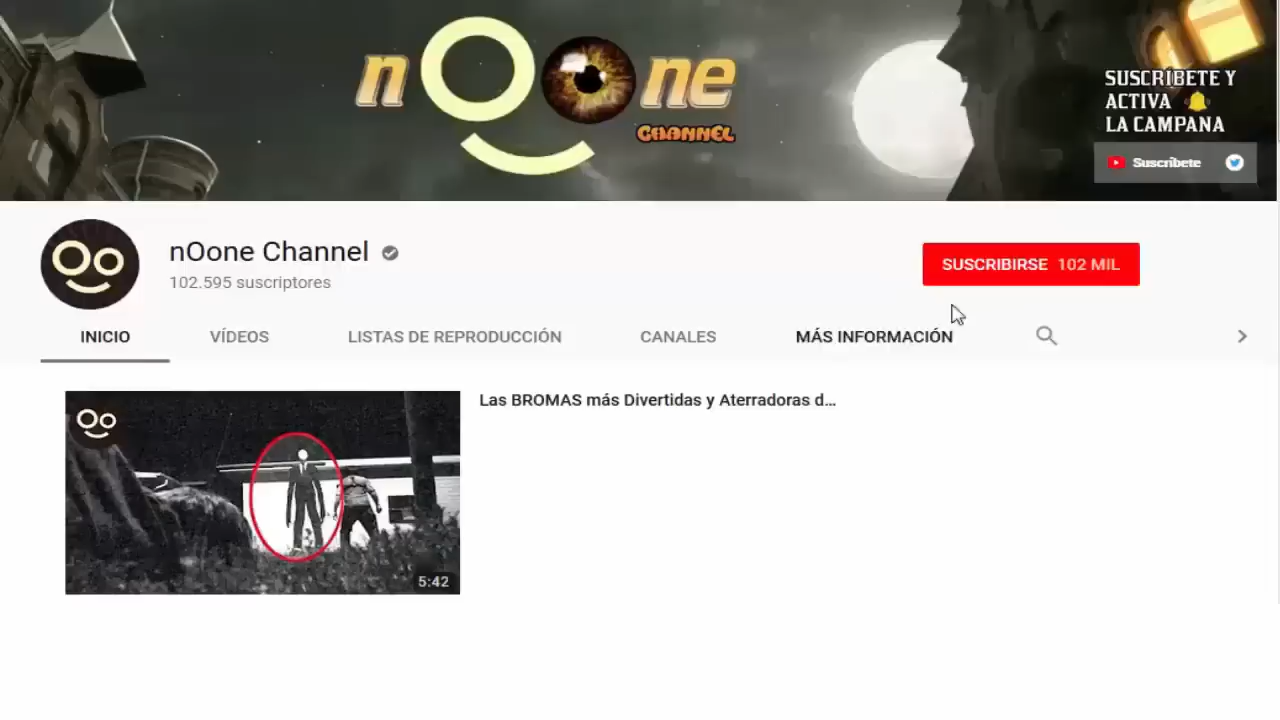 nOone
CHANNEL
SUSCRIBETE Y
ACTIVA
LA CAMPANA
Suscribete
nOone Channel
102.595 suscriptores
SUSCRIBIRSE 102 MIL
INICIO VÍDEOS LISTAS DE REPRODUCCIÓN CANALES MÁS INFORMACIÓN
Las BROMAS más Divertidas y Aterradoras d...
5:42